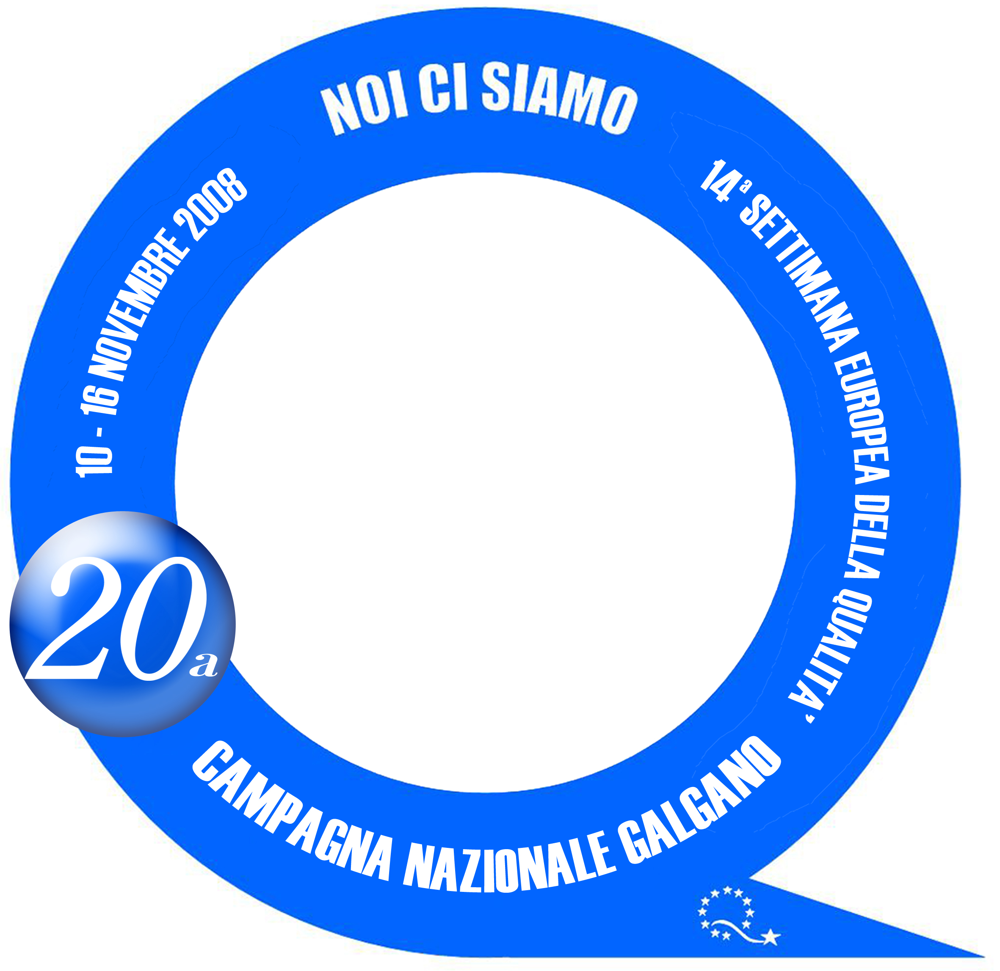 NOI CI SIAMO
10 - 16 NOVEMBRE 2008
14ª SETTIMANA EUROPEA DELLA QUALITA'
20a
CAMPAGNA NAZIONALE GALGANO